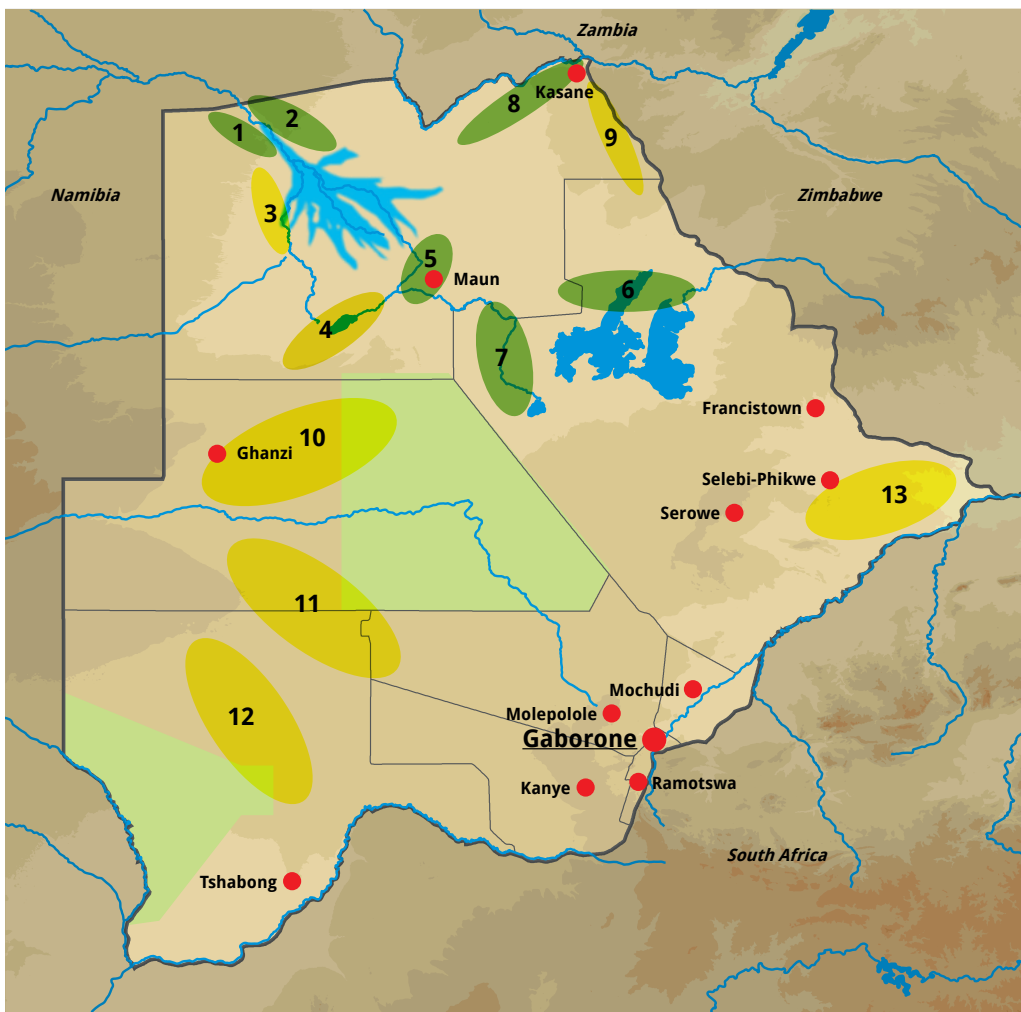 Zambia
Kasane
8
2
1
9
Namibia
Zimbabwe
3
5
Maun
6
4
7
Francistown
10
Ghanzi
Selebi-Phikwe
13
Serowe
11
Mochudi
Molepolole
12
Gaborone
Ramotswa
Kanye
South Africa
Tshabong